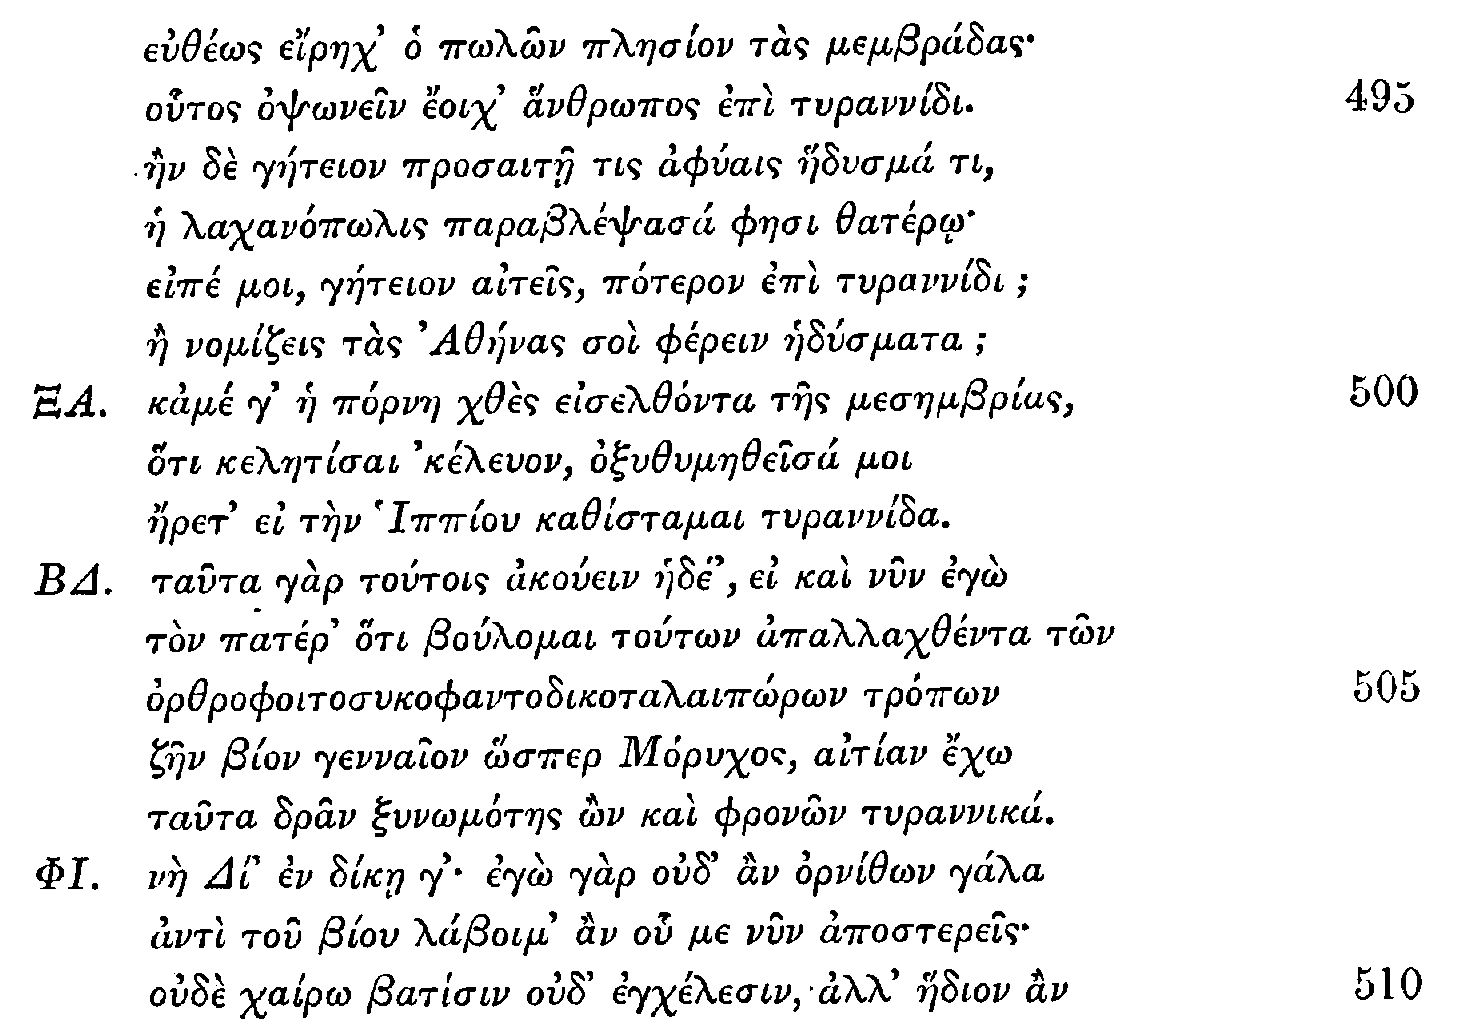 εὐθέως εἴρηχ’ ὁ πωλῶν πλησίον τὰς μεμβράδας·
οὗτος ὀψωνεῖν ἔοιχ’ ἅνθρωπος ἐπὶ τυραννίδι. 495
ἢν δὲ γήτειον προσαιτῇ τις ἀφύαις ἥδυσμά τι,
ἡ λαχανόπωλις παραβλέψασά φησι θατέρῳ·
εἰπέ μοι, γήτειον αἰτεῖς, πότερον ἐπὶ τυραννίδι ;
ἢ νομίζεις τὰς Ἀθήνας σοὶ φέρειν ἡδύσματα ;
ΞΑ. κἀμέ γ’ ἡ πόρνη χθὲς εἰσελθόντα τῆς μεσημβρίας, 500
ὅτι κελητίσαι ’κέλευον, ὀξυθυμηθεῖσά μοι
ἤρετ’ εἰ τὴν Ἱππίου καθίσταμαι τυραννίδα.
ΒΔ. ταῦτα γὰρ τούτοις ἀκούειν ἡδέ’, εἰ καὶ νῦν ἐγὼ
τὸν πατέρ’ ὅτι βούλομαι τούτων ἀπαλλαχθέντα τῶν
ὀρθροφοιτοσυκοφαντοδικοταλαιπώρων τρόπων 505
ζῆν βίον γενναῖον ὥσπερ Μόρυχος, αἰτίαν ἔχω
ταῦτα δρᾶν ξυνωμότης ὢν καὶ φρονῶν τυραννικά.
ΦΙ. νὴ Δί’ ἐν δίκῃ γ’· ἐγὼ γὰρ οὐδ’ ἂν ὀρνίθων γάλα
ἀντὶ τοῦ βίου λάβοιμ’ ἂν οὗ με νῦν ἀποστερεῖς·
οὐδὲ χαίρω βατίσιν οὐδ’ ἐγχέλεσιν, ἀλλ’ ἥδιον ἂν 510